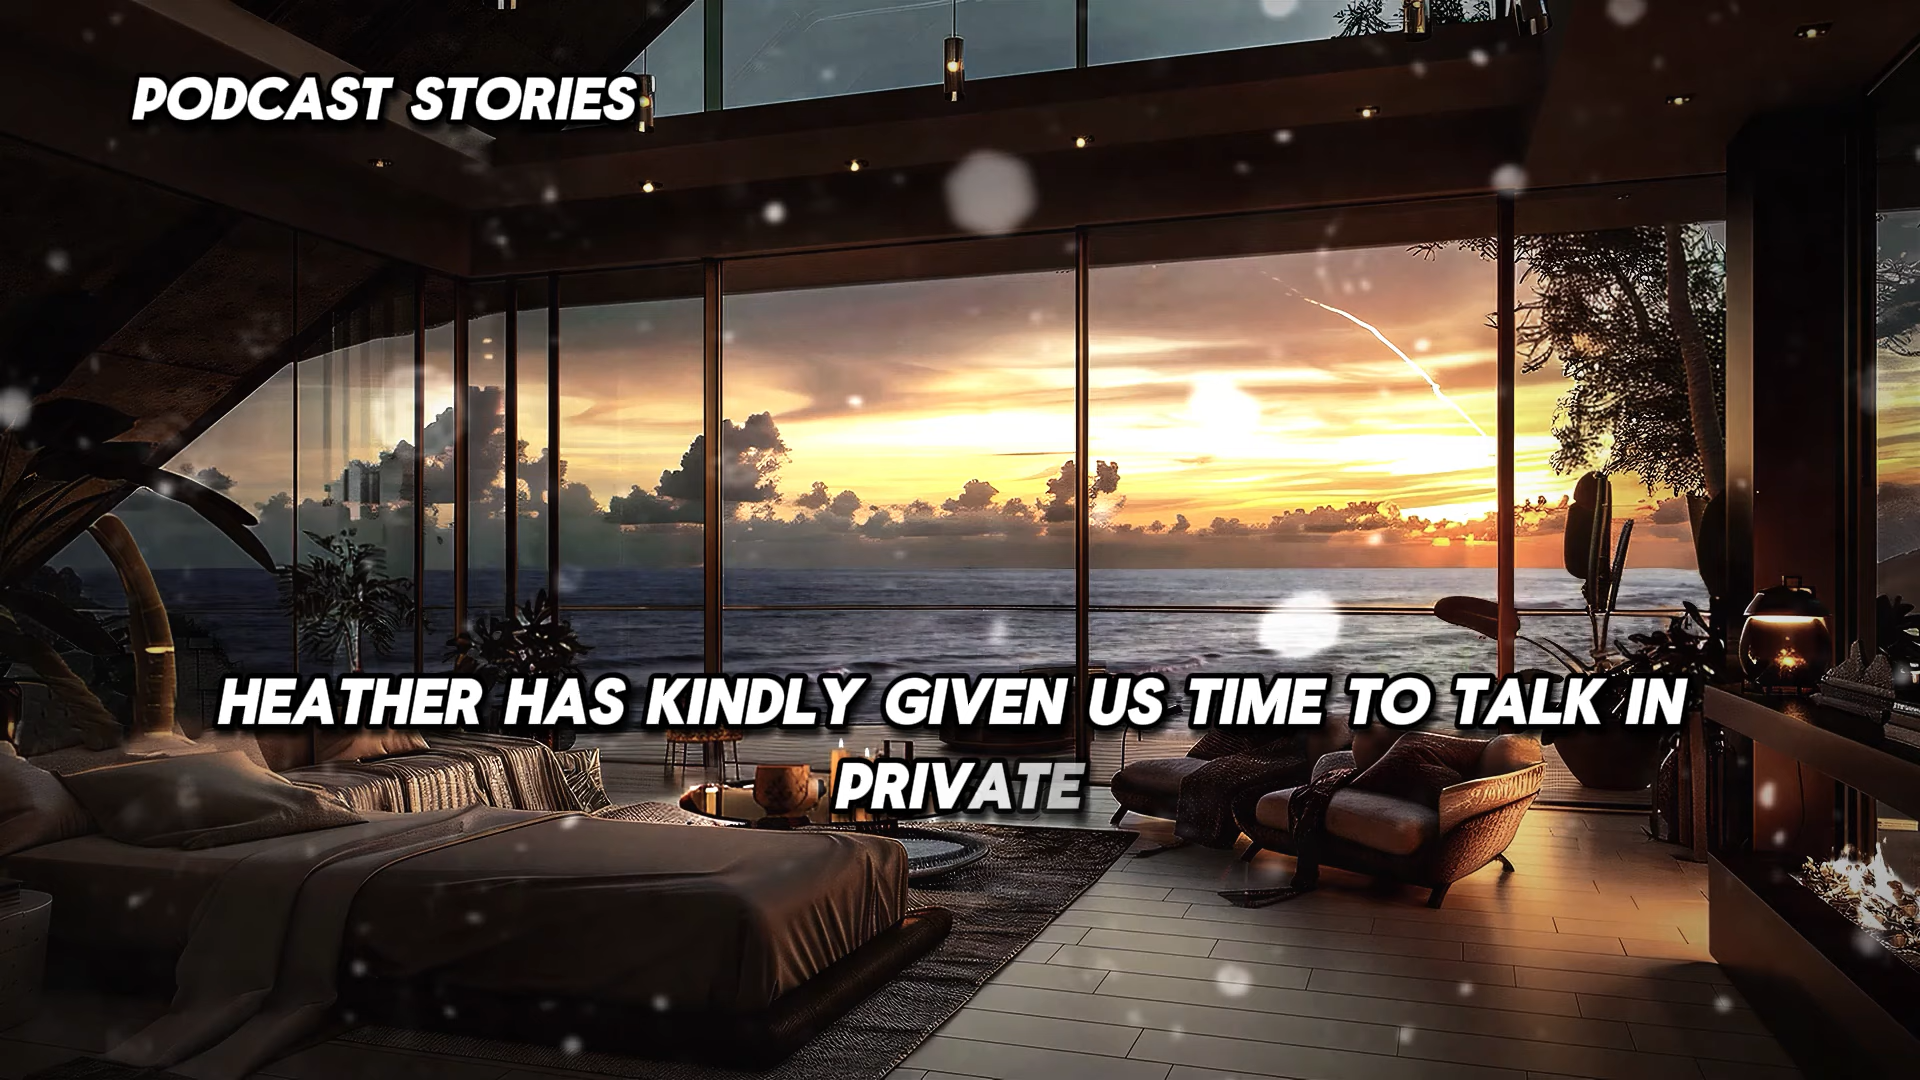 PODCAST STORIES
HEATHER HAS KINDLY GIVEN US TIME TO TALK IN
PRIVATE